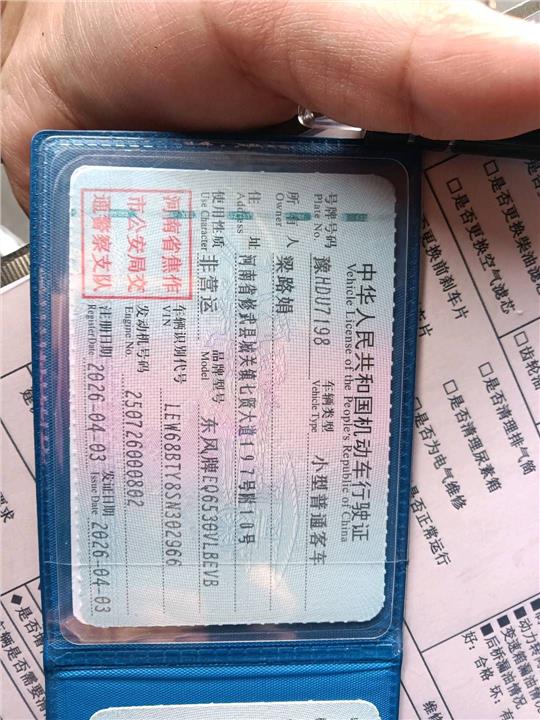 中华人民共和国机动车行驶证
Vehicle License of the People's Republic of China
号牌号码 豫HDU7198 车辆类型 小型普通客车
Plate No. Vehicle Type
所有人 梁路娟
Owner
住址 河南省修武县城关镇七贤大道197号附10号
Address
使用性质 非营运 品牌型号 东风牌EQ6530VLBEVB
Use Character Model
河南省焦作
市公安局交
通警察支队
车辆识别代号 LEW68BTY8SN302966
VIN
发动机号码 250720000802
Engine No.
注册日期 2026-04-03 发证日期 2026-04-03
Register Date Issue Date
□是否更换柴油滤芯
□是否更换空气滤芯
更换前刹车片
□齿轮油
□是否清理排气筒
□是否清理尿素箱
□是否为电气维修
是否正常运行